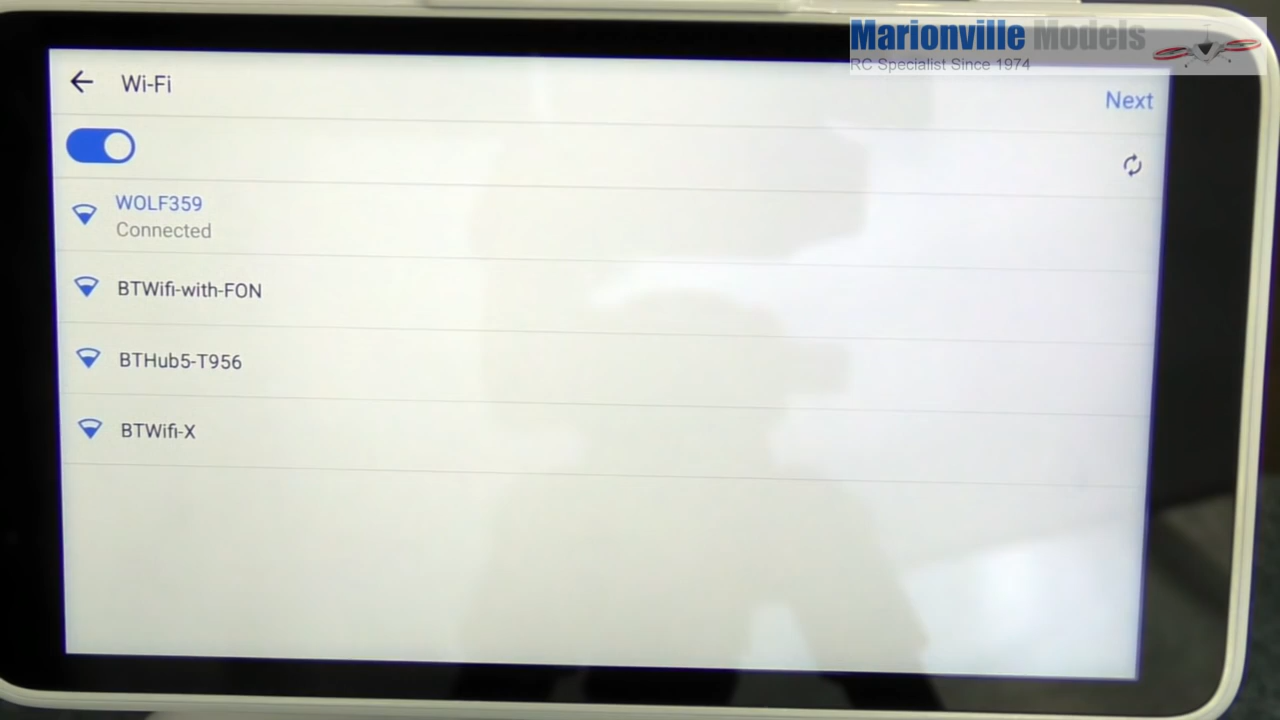 Marionville Models
RC Specialist Since 1974
Wi-Fi
Next
WOLF359
Connected
BTWifi-with-FON
BTHub5-T956
BTWifi-X